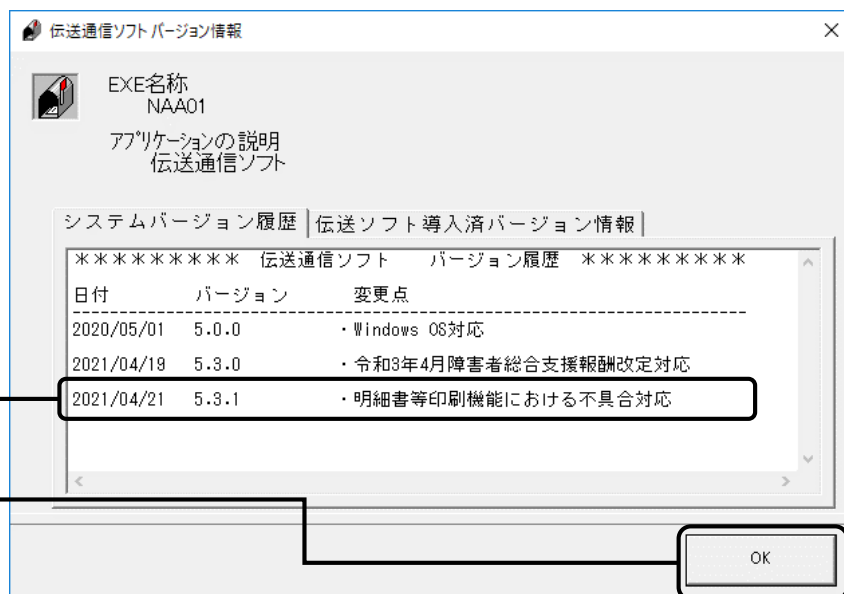 伝送通信ソフト バージョン情報
EXE名称
NAA01
アプリケーションの説明
伝送通信ソフト
システムバージョン履歴 伝送ソフト導入済バージョン情報
********* 伝送通信ソフト バージョン履歴 *********
日付 バージョン 変更点
--------------------------------------------------------------------------
2020/05/01 5.0.0 ・Windows OS対応
2021/04/19 5.3.0 ・令和3年4月障害者総合支援報酬改定対応
2021/04/21 5.3.1 ・明細書等印刷機能における不具合対応
OK